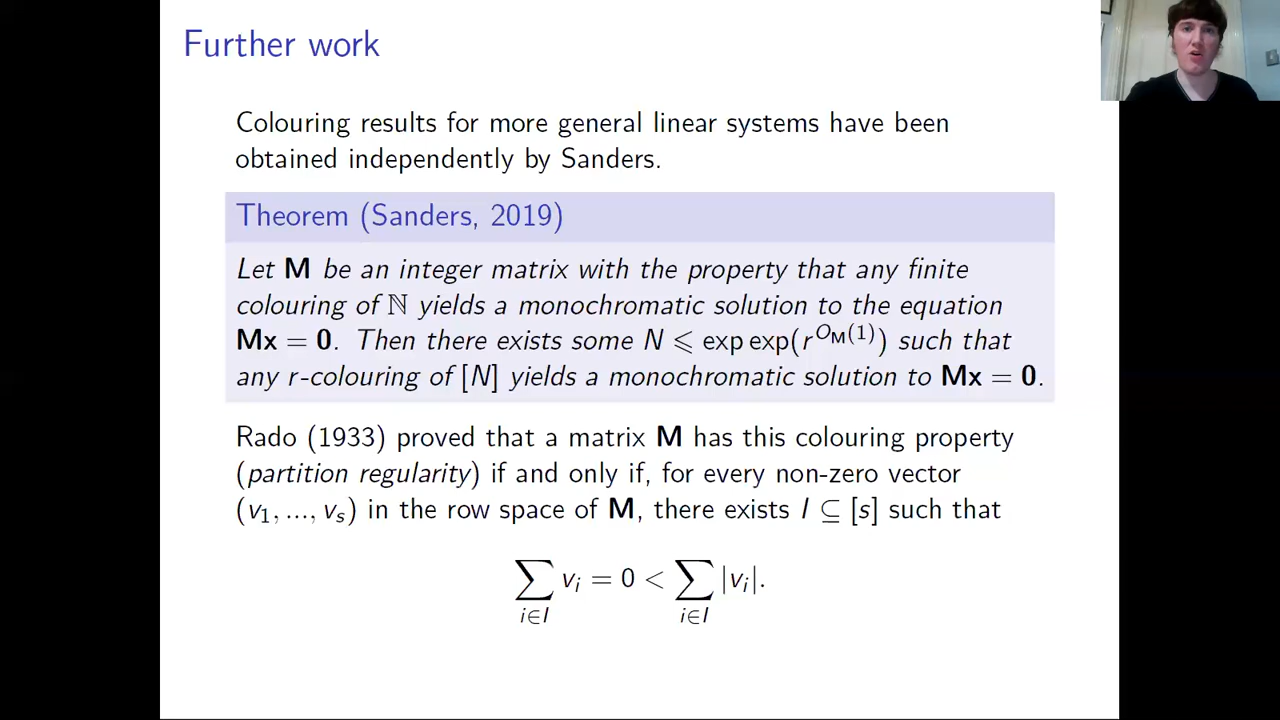 Further work
Colouring results for more general linear systems have been
obtained independently by Sanders.
Theorem (Sanders, 2019)
Let M be an integer matrix with the property that any finite
colouring of ℕ yields a monochromatic solution to the equation
Mx = 0. Then there exists some N ⩽ exp exp(r^{O_M(1)}) such that
any r-colouring of [N] yields a monochromatic solution to Mx = 0.
Rado (1933) proved that a matrix M has this colouring property
(partition regularity) if and only if, for every non-zero vector
(v₁, ..., vₛ) in the row space of M, there exists I ⊆ [s] such that
∑_{i∈I} v_i = 0 < ∑_{i∈I} |v_i|.